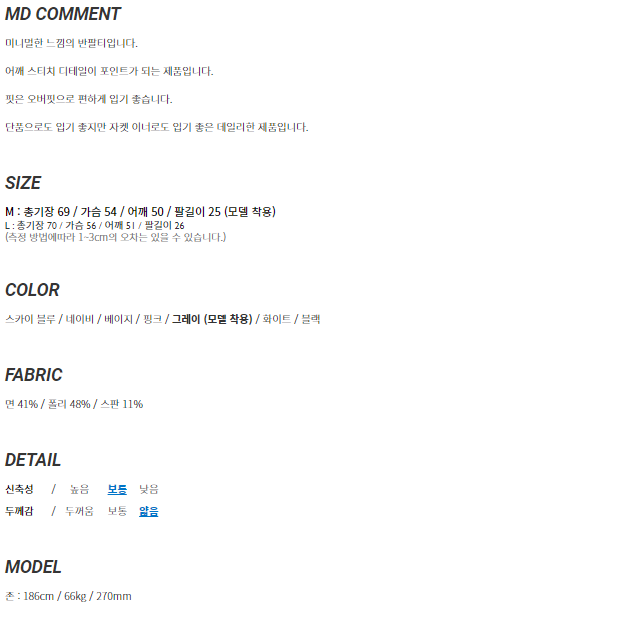 MD COMMENT
미니멀한 느낌의 반팔티입니다.
어깨 스티치 디테일이 포인트가 되는 제품입니다.
핏은 오버핏으로 편하게 입기 좋습니다.
단품으로도 입기 좋지만 자켓 이너로도 입기 좋은 데일리한 제품입니다.
SIZE
M : 총기장 69 / 가슴 54 / 어깨 50 / 팔길이 25 (모델 착용)
L : 총기장 70 / 가슴 56 / 어깨 51 / 팔길이 26
(측정 방법에따라 1~3cm의 오차는 있을 수 있습니다.)
COLOR
스카이 블루 / 네이비 / 베이지 / 핑크 / 그레이 (모델 착용) / 화이트 / 블랙
FABRIC
면 41% / 폴리 48% / 스판 11%
DETAIL
신축성 / 높음 보통 낮음
두께감 / 두꺼움 보통 얇음
MODEL
존 : 186cm / 66kg / 270mm